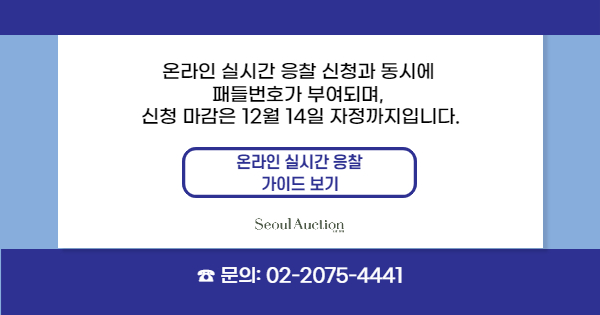 온라인 실시간 응찰 신청과 동시에
패들번호가 부여되며,
신청 마감은 12월 14일 자정까지입니다.
온라인 실시간 응찰
가이드 보기
Seoul Auction
☎ 문의: 02-2075-4441